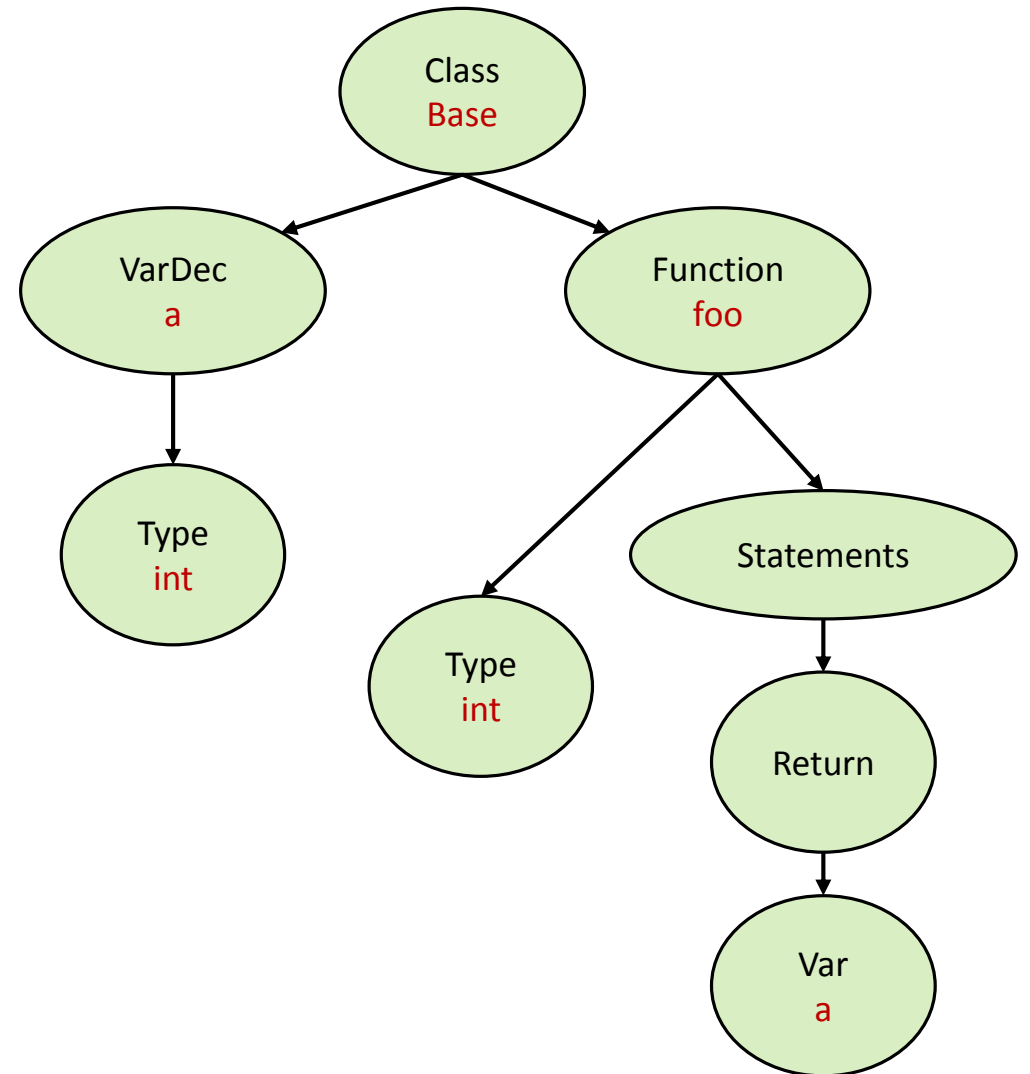 Class
Base
VarDec
a
Function
foo
Type
int
Statements
Type
int
Return
Var
a